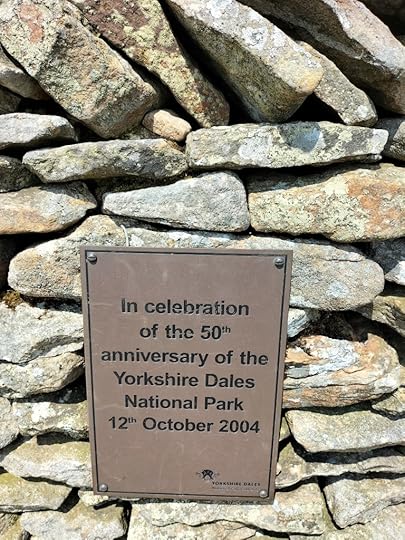 In celebration
of the 50th
anniversary of the
Yorkshire Dales
National Park
12th October 2004
YORKSHIRE DALES